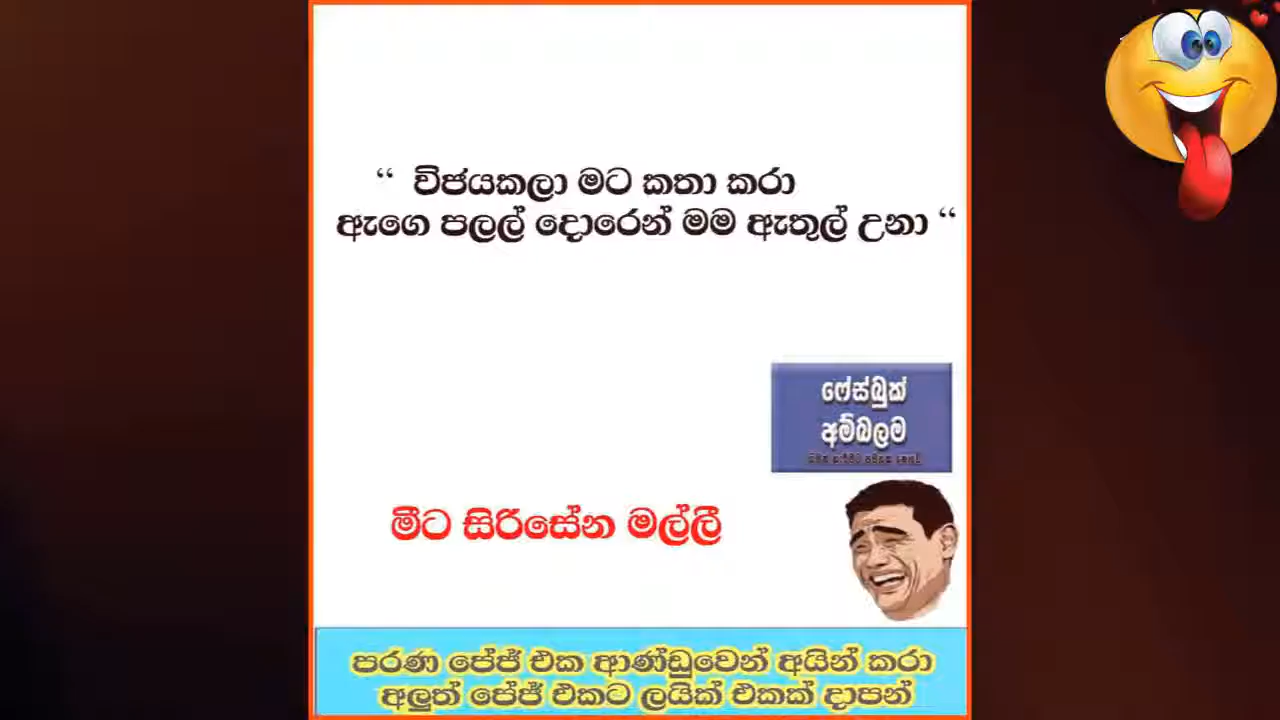 “ විජයකලා මට කතා කරා
ඇගෙ පලල් දොරෙන් මම ඇතුල් උනා “
ෆේස්බුක්
අම්බලම
මීට සිරිසේන මල්ලී
පරණ පේජ් එක ආණ්ඩුවෙන් අයින් කරා
අලුත් පේජ් එකට ලයික් එකක් දාපන්